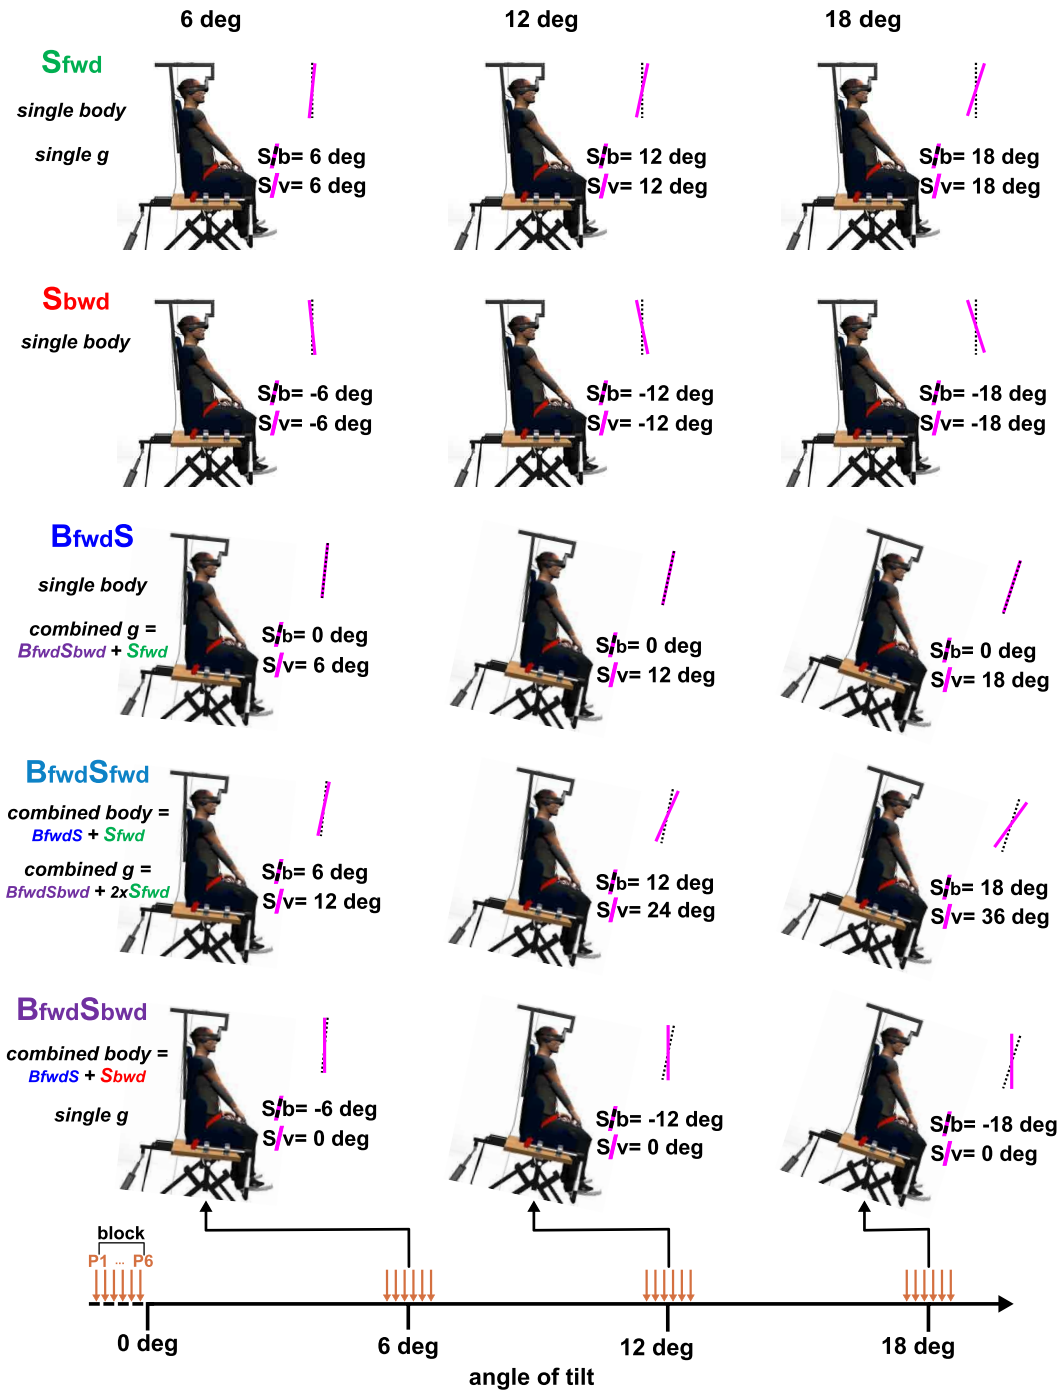 6 deg 12 deg 18 deg
Sfwd
single body
single g
S/b= 6 deg S/b= 12 deg S/b= 18 deg
S/v= 6 deg S/v= 12 deg S/v= 18 deg
Sbwd
single body
S/b= -6 deg S/b= -12 deg S/b= -18 deg
S/v= -6 deg S/v= -12 deg S/v= -18 deg
BfwdS
single body
combined g =
BfwdSbwd + Sfwd
S/b= 0 deg S/b= 0 deg S/b= 0 deg
S/v= 6 deg S/v= 12 deg S/v= 18 deg
BfwdSfwd
combined body =
BfwdS + Sfwd
combined g =
BfwdSbwd + 2xSfwd
S/b= 6 deg S/b= 12 deg S/b= 18 deg
S/v= 12 deg S/v= 24 deg S/v= 36 deg
BfwdSbwd
combined body =
BfwdS + Sbwd
single g
S/b= -6 deg S/b= -12 deg S/b= -18 deg
S/v= 0 deg S/v= 0 deg S/v= 0 deg
block
P1 ... P6
0 deg 6 deg 12 deg 18 deg
angle of tilt